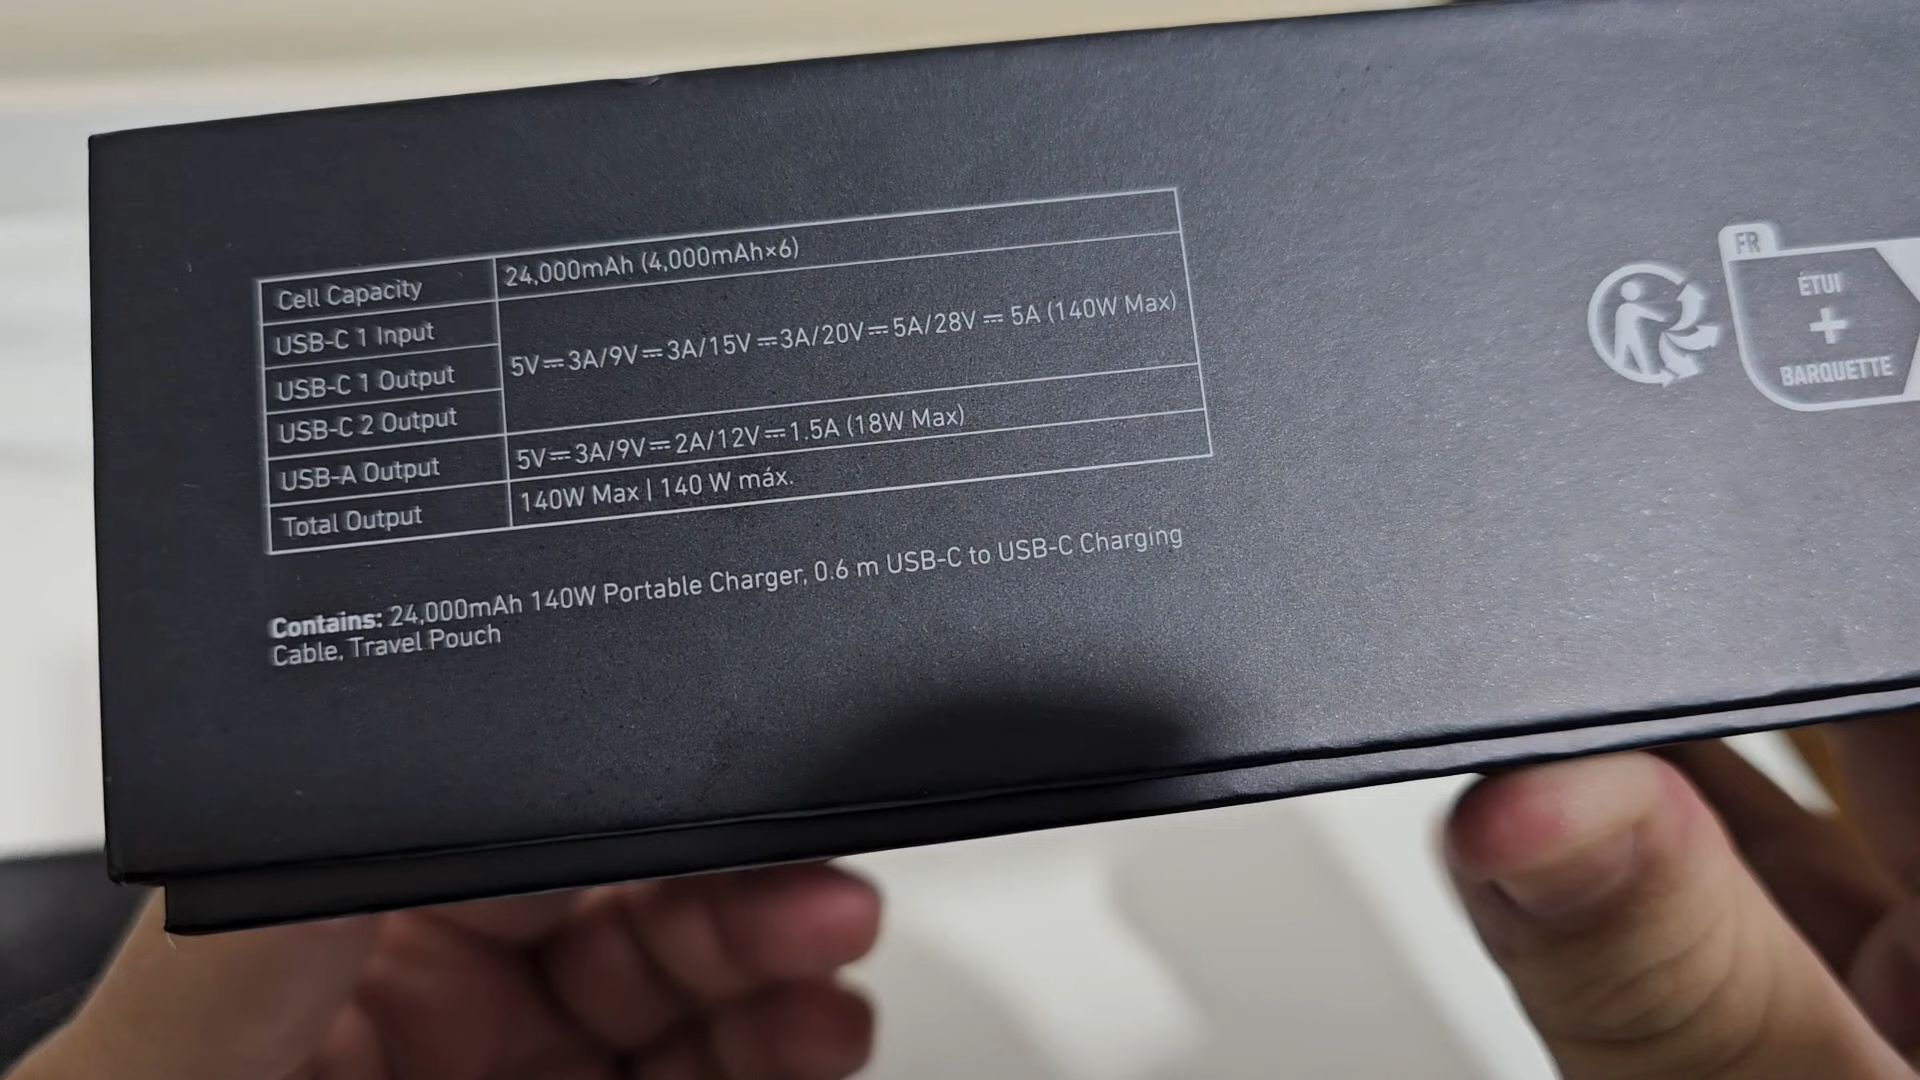 Cell Capacity 24,000mAh (4,000mAh×6)
USB-C 1 Input
USB-C 1 Output 5V⎓3A/9V⎓3A/15V⎓3A/20V⎓5A/28V⎓ 5A (140W Max)
USB-C 2 Output
USB-A Output 5V⎓3A/9V⎓2A/12V⎓1.5A (18W Max)
Total Output 140W Max | 140 W máx.
Contains: 24,000mAh 140W Portable Charger, 0.6 m USB-C to USB-C Charging
Cable, Travel Pouch
FR
ÉTUI
+
BARQUETTE